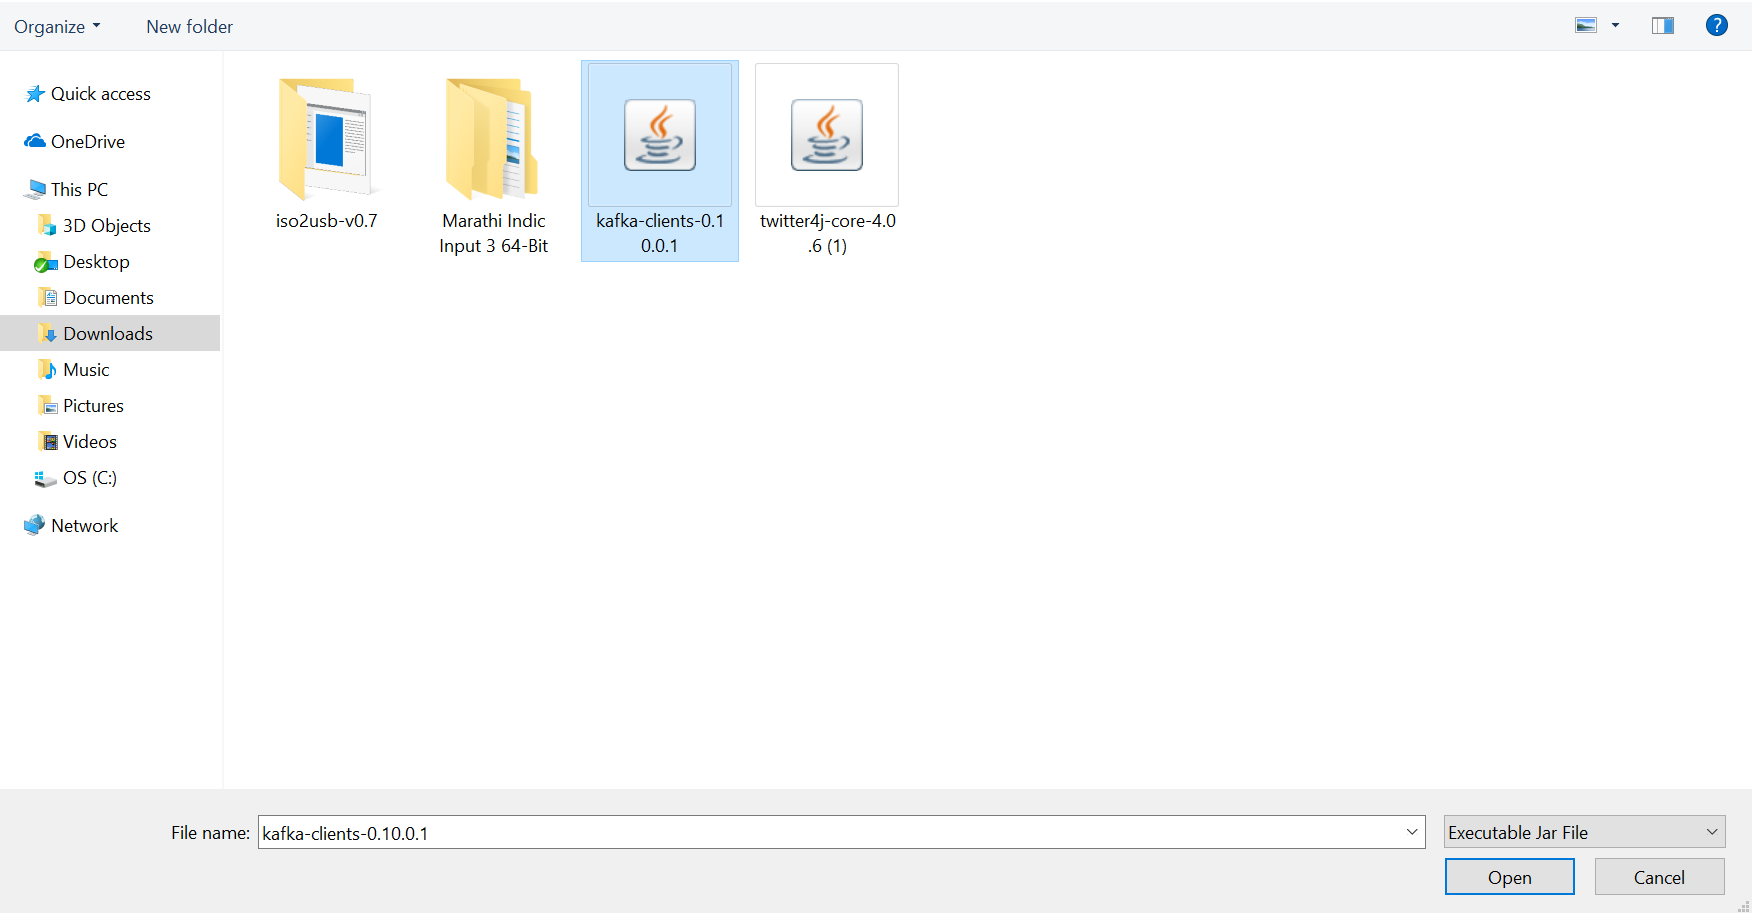 Organize
New folder
Quick access
OneDrive
This PC
3D Objects
Desktop
Documents
Downloads
Music
Pictures
Videos
OS (C:)
Network
iso2usb-v0.7
Marathi Indic
Input 3 64-Bit
kafka-clients-0.1
0.0.1
twitter4j-core-4.0
.6 (1)
File name:
kafka-clients-0.10.0.1
Executable Jar File
Open
Cancel